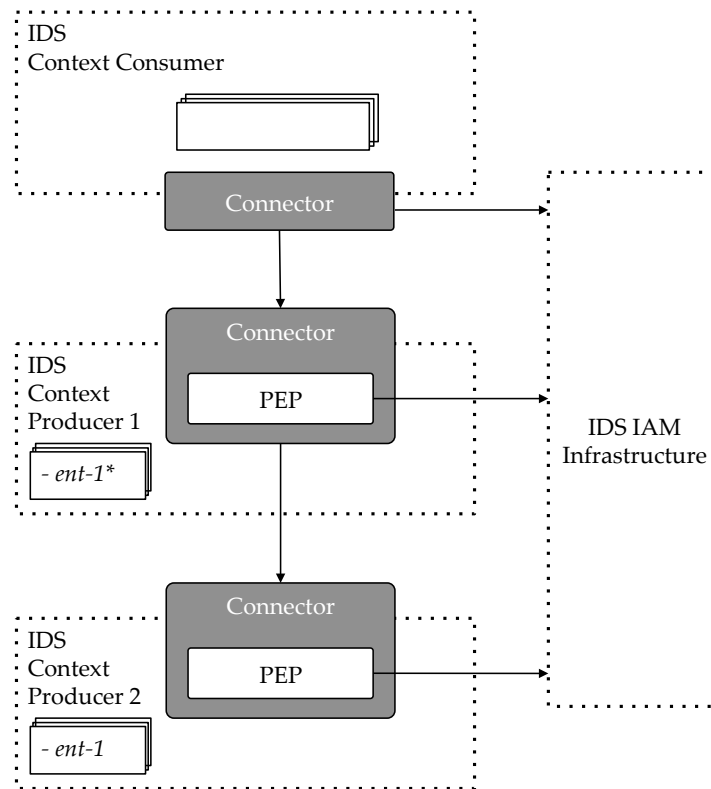 IDS
Context Consumer
Connector
Connector
IDS
Context
Producer 1
PEP
- ent-1*
IDS IAM
Infrastructure
Connector
IDS
Context
Producer 2
PEP
- ent-1